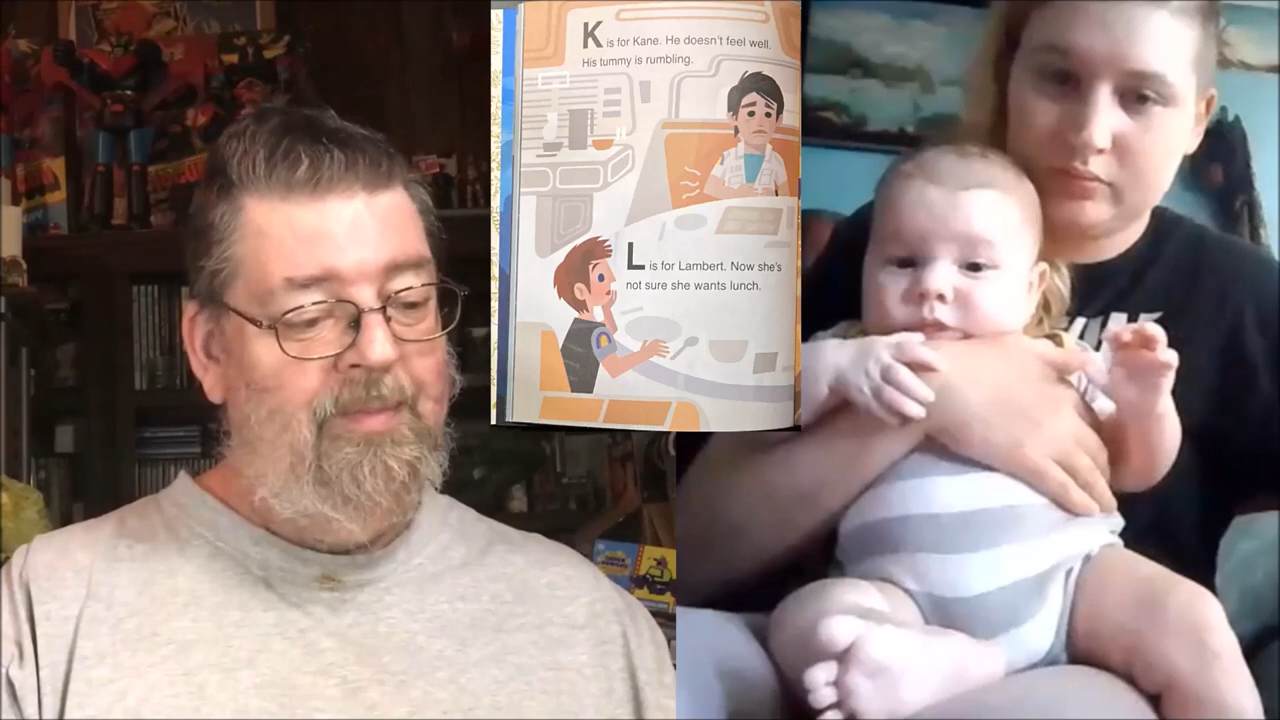 K is for Kane. He doesn't feel well.
His tummy is rumbling.
L is for Lambert. Now she's
not sure she wants lunch.